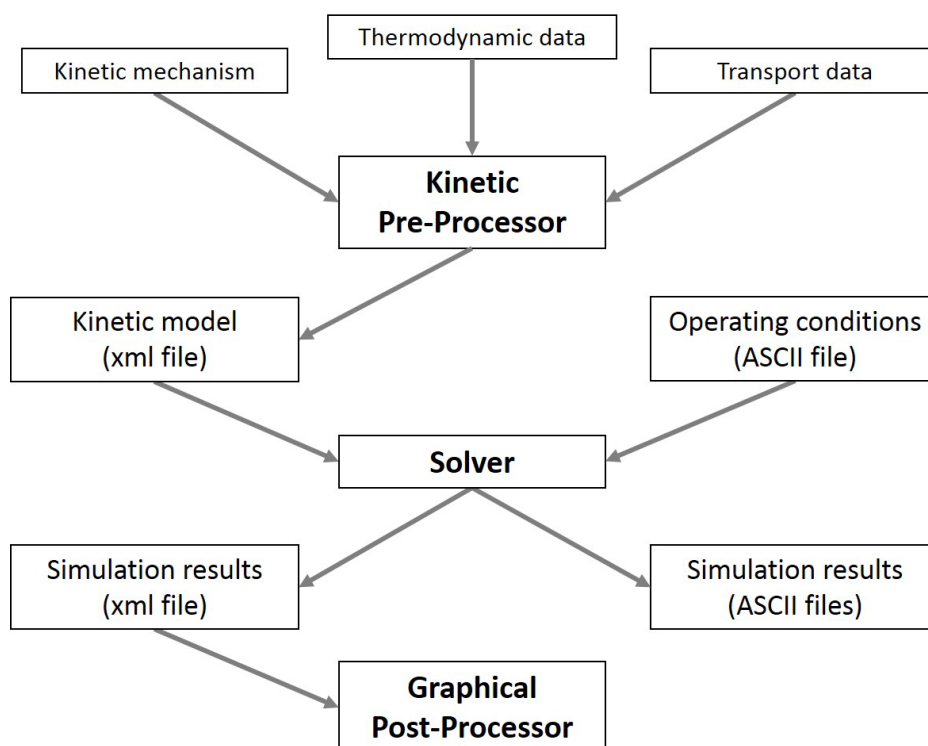 Thermodynamic data
Kinetic mechanism
Transport data
Kinetic
Pre-Processor
Kinetic model
(xml file)
Operating conditions
(ASCII file)
Solver
Simulation results
(xml file)
Simulation results
(ASCII files)
Graphical
Post-Processor